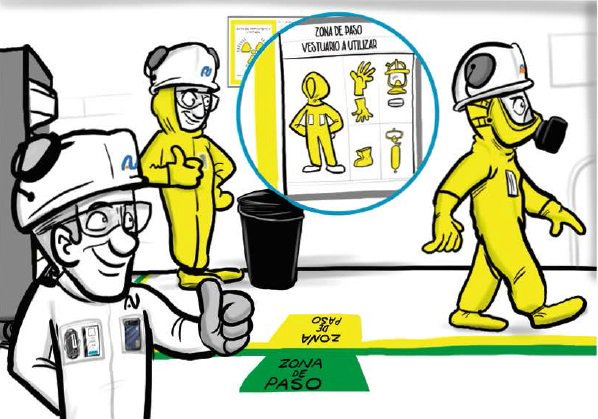 ZONA DE PASO
VESTUARIO A UTILIZAR
ZONA
DE
PASO
ZONA
DE
PASO